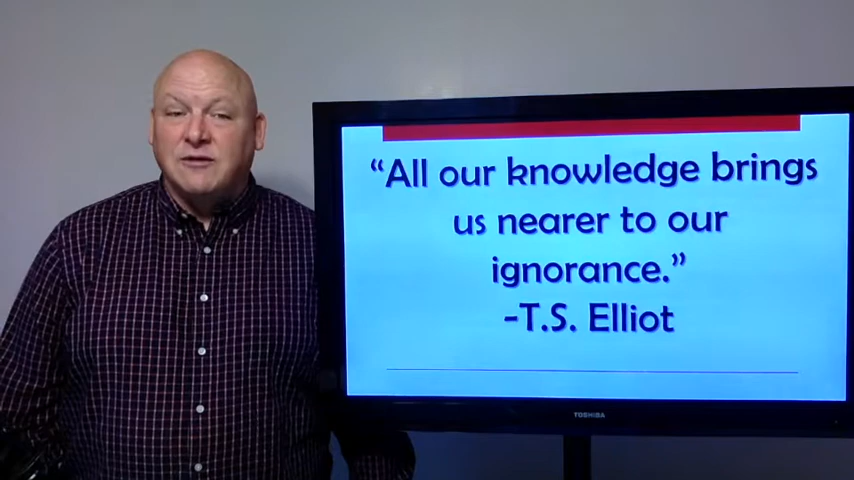 “All our knowledge brings
us nearer to our
ignorance.”
-T.S. Elliot
TOSHIBA